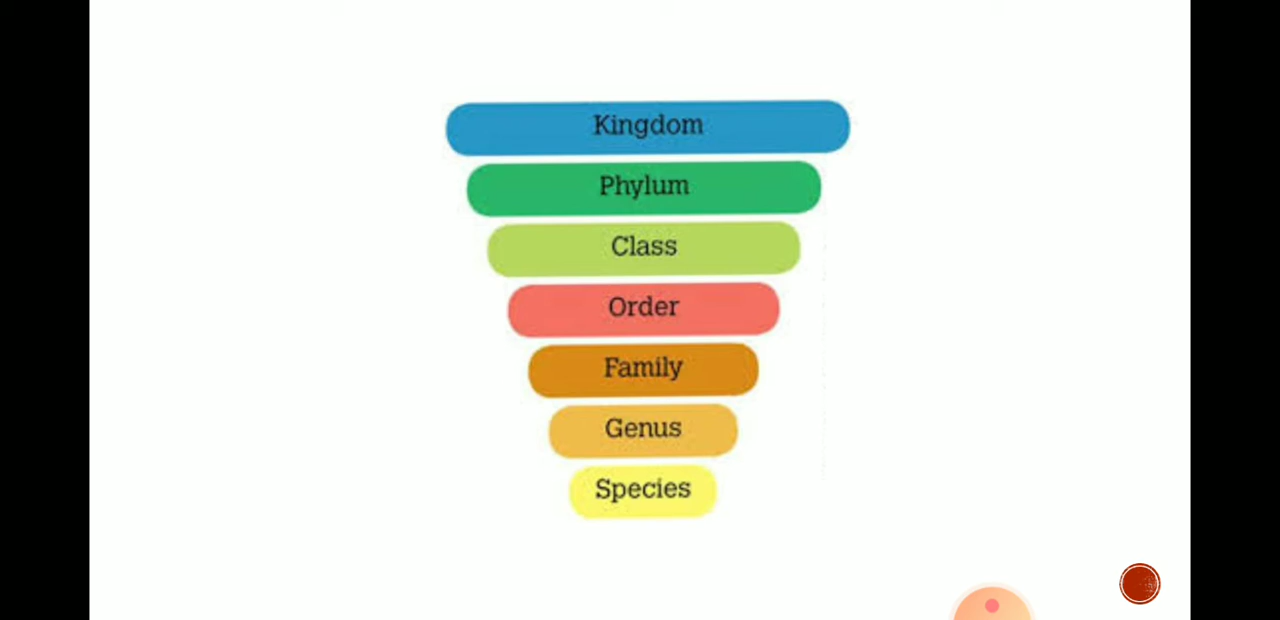 Kingdom
Phylum
Class
Order
Family
Genus
Species